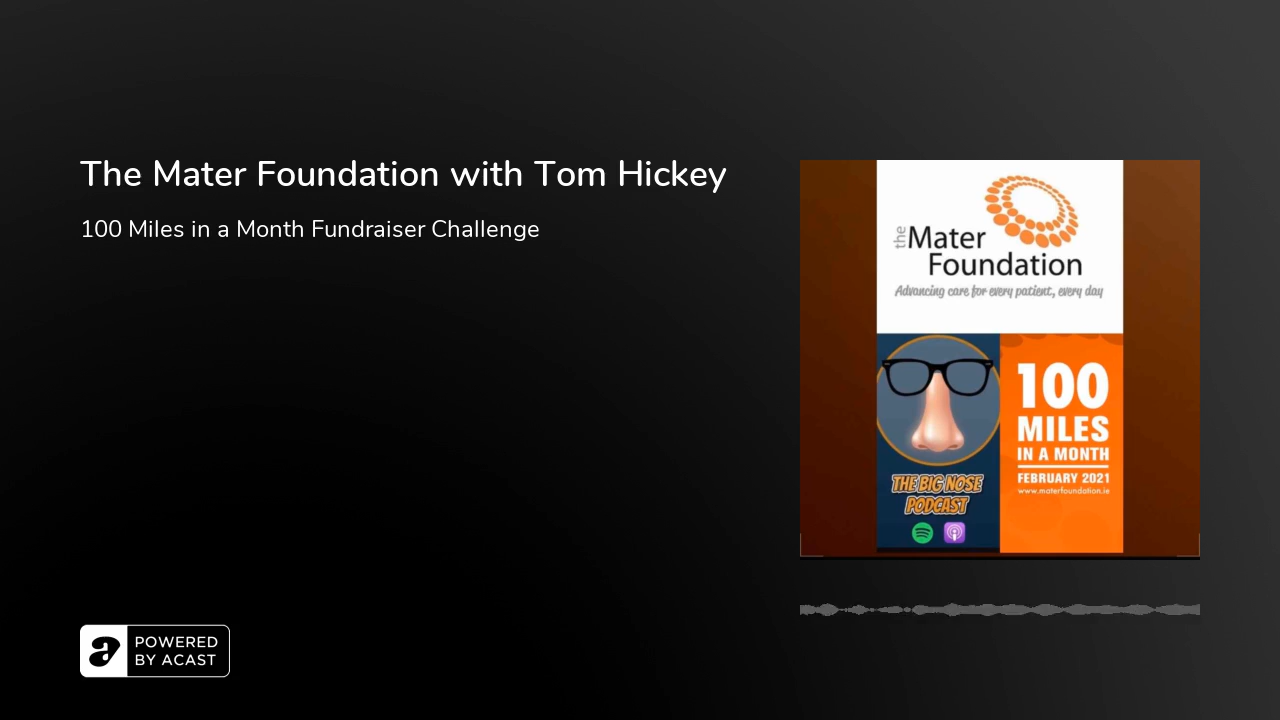 The Mater Foundation with Tom Hickey
100 Miles in a Month Fundraiser Challenge
the
Mater
Foundation
Advancing care for every patient, every day
THE BIG NOSE
PODCAST
100
MILES
IN A MONTH
FEBRUARY 2021
www.materfoundation.ie
a
POWERED
BY ACAST